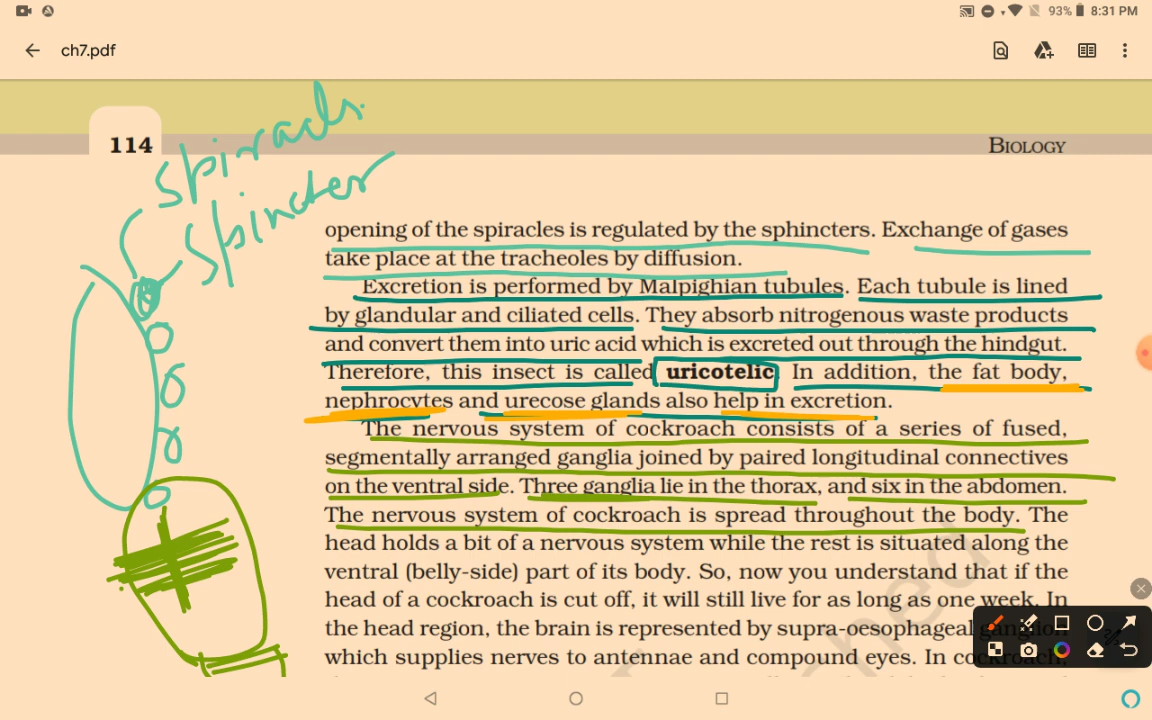 93% 8:31 PM
ch7.pdf
114
BIOLOGY
spiracls.
spincter
opening of the spiracles is regulated by the sphincters. Exchange of gases
take place at the tracheoles by diffusion.
Excretion is performed by Malpighian tubules. Each tubule is lined
by glandular and ciliated cells. They absorb nitrogenous waste products
and convert them into uric acid which is excreted out through the hindgut.
Therefore, this insect is called uricotelic. In addition, the fat body,
nephrocytes and urecose glands also help in excretion.
The nervous system of cockroach consists of a series of fused,
segmentally arranged ganglia joined by paired longitudinal connectives
on the ventral side. Three ganglia lie in the thorax, and six in the abdomen.
The nervous system of cockroach is spread throughout the body. The
head holds a bit of a nervous system while the rest is situated along the
ventral (belly-side) part of its body. So, now you understand that if the
head of a cockroach is cut off, it will still live for as long as one week. In
the head region, the brain is represented by supra-oesophageal ganglion
which supplies nerves to antennae and compound eyes. In cockroach,